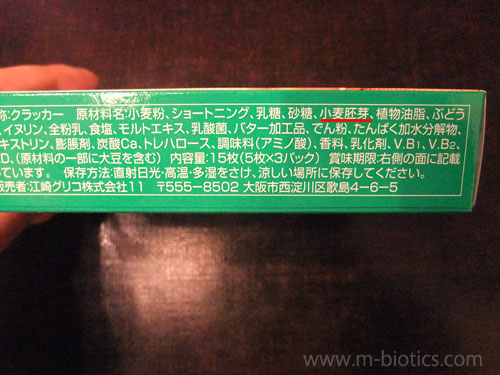 称:クラッカー 原材料名:小麦粉、ショートニング、乳糖、砂糖、小麦胚芽、植物油脂、ぶどう
、イヌリン、全粉乳、食塩、モルトエキス、乳酸菌、バター加工品、でん粉、たんぱく加水分解物、
キストリン、膨脹剤、炭酸Ca、トレハロース、調味料(アミノ酸)、香料、乳化剤、V.B₁、V.B₂、
D、(原材料の一部に大豆を含む) 内容量:15枚(5枚×3パック) 賞味期限:右側の面に記載
ています。 保存方法:直射日光・高温・多湿をさけ、涼しい場所に保存してください。
販売者:江崎グリコ株式会社11 〒555-8502 大阪市西淀川区歌島4-6-5
www.m-biotics.com